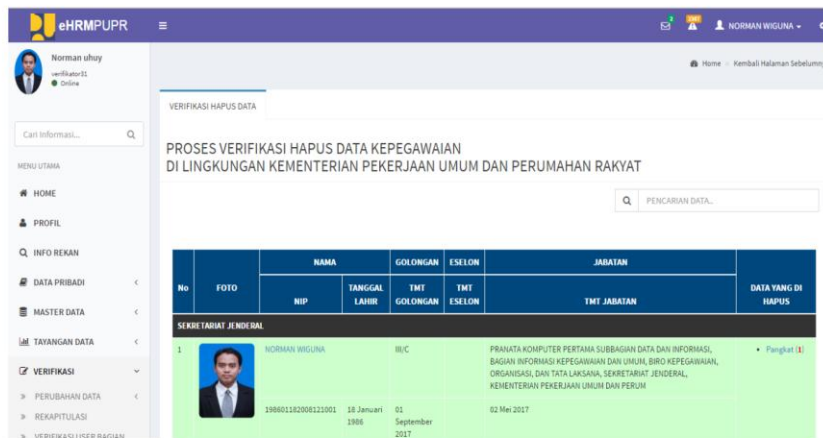 eHRMPUPR
NORMAN WIGUNA
Norman uhuy
verifikator31
Online
Home
Kembali Halaman Sebelumny
VERIFIKASI HAPUS DATA
Cari Informasi...
MENU UTAMA
HOME
PROFIL
INFO REKAN
DATA PRIBADI
MASTER DATA
TAYANGAN DATA
VERIFIKASI
PERUBAHAN DATA
REKAPITULASI
VERIFIKASI USER BAGIAN
PROSES VERIFIKASI HAPUS DATA KEPEGAWAIAN
DI LINGKUNGAN KEMENTERIAN PEKERJAAN UMUM DAN PERUMAHAN RAKYAT
PENCARIAN DATA..
No
FOTO
NAMA
GOLONGAN
ESELON
JABATAN
DATA YANG DI
HAPUS
NIP
TANGGAL
LAHIR
TMT
GOLONGAN
TMT
ESELON
TMT JABATAN
SEKRETARIAT JENDERAL
1
NORMAN WIGUNA
III/C
PRANATA KOMPUTER PERTAMA SUBBAGIAN DATA DAN INFORMASI,
BAGIAN INFORMASI KEPEGAWAIAN DAN UMUM, BIRO KEPEGAWAIAN,
ORGANISASI, DAN TATA LAKSANA, SEKRETARIAT JENDERAL,
KEMENTERIAN PEKERJAAN UMUM DAN PERUM
Pangkat (1)
198601182008121001
18 Januari
1986
01
September
2017
02 Mei 2017